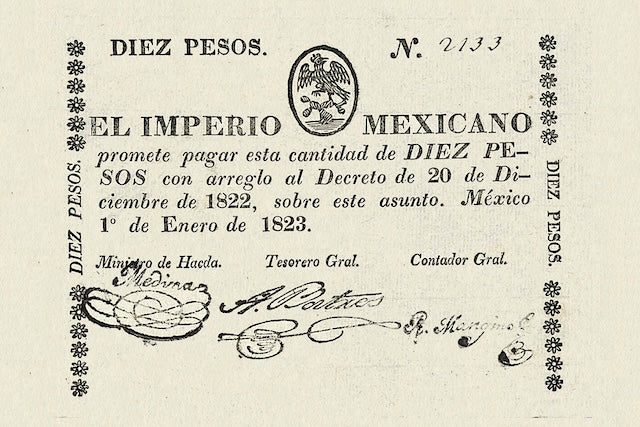 DIEZ PESOS. N. 2133
EL IMPERIO MEXICANO
promete pagar esta cantidad de DIEZ PE-
SOS con arreglo al Decreto de 20 de Di-
ciembre de 1822, sobre este asunto. México
1º de Enero de 1823.
Ministro de Hacda. Tesorero Gral. Contador Gral.
Medina
DIEZ PESOS.
DIEZ PESOS.